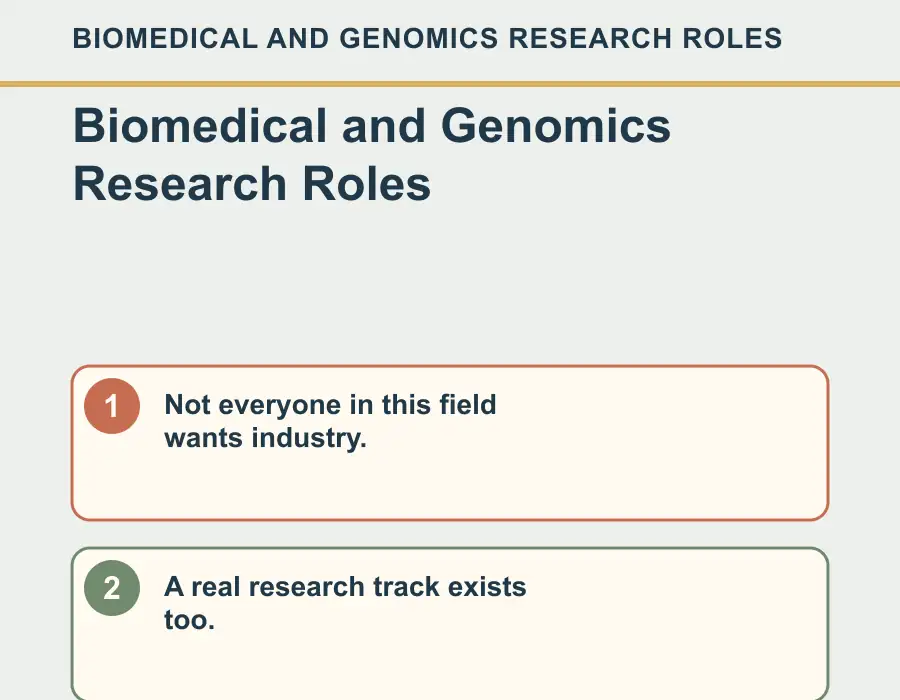 BIOMEDICAL AND GENOMICS RESEARCH ROLES
Biomedical and Genomics
Research Roles
1
Not everyone in this field
wants industry.
2
A real research track exists
too.